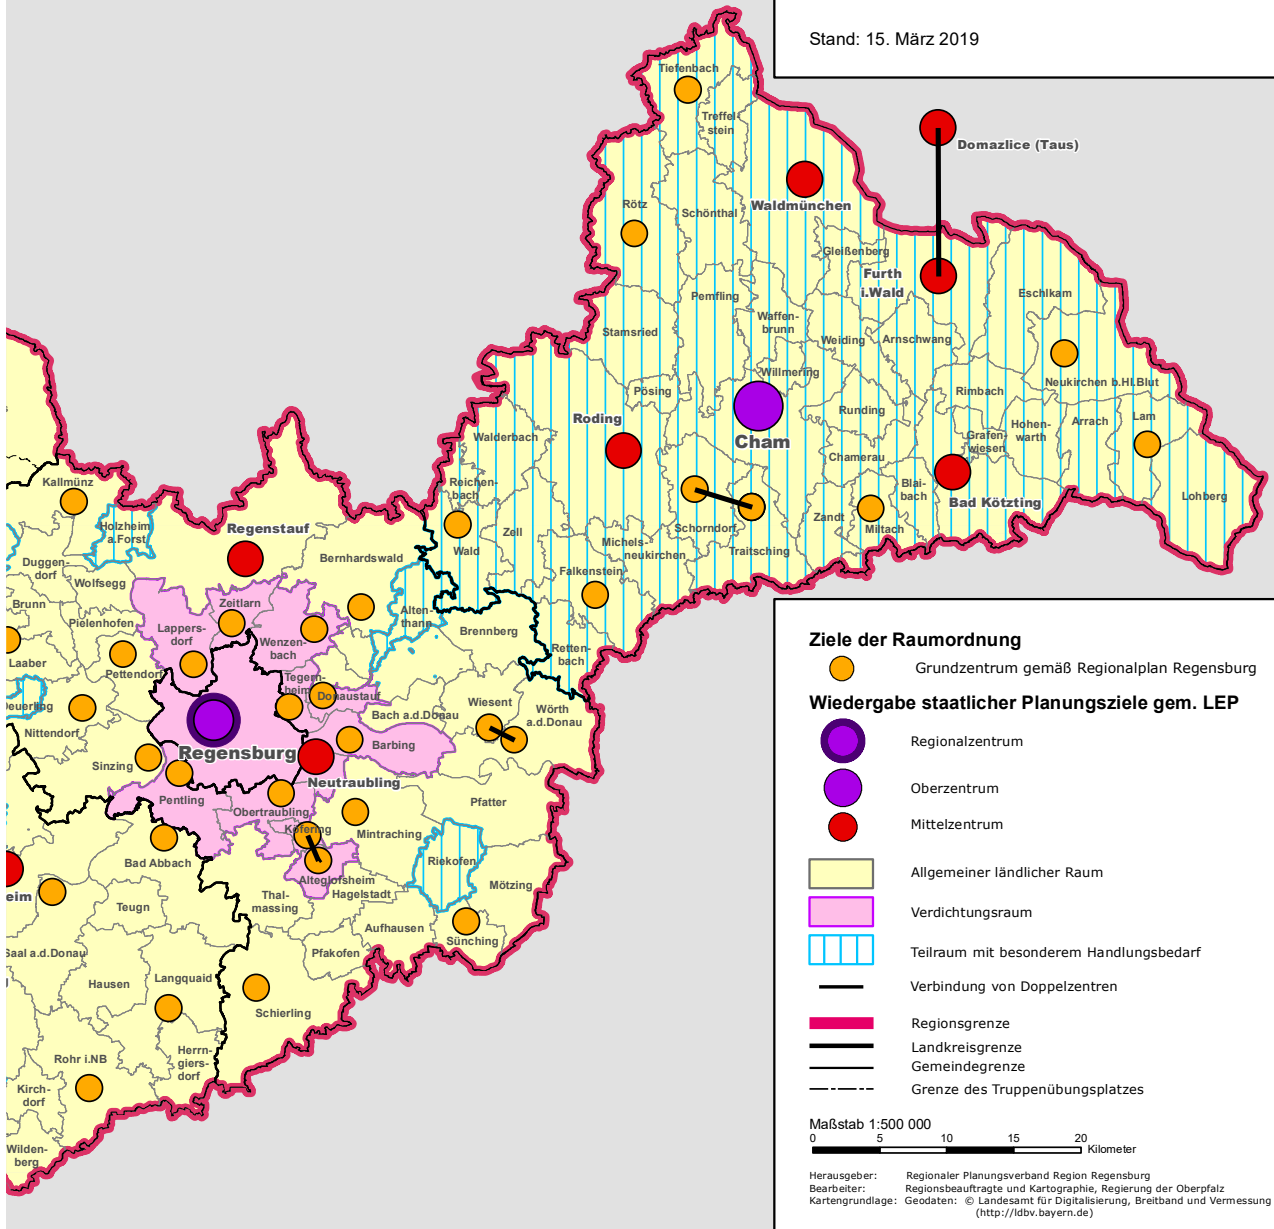 Stand: 15. März 2019
Tiefenbach
Treffel-
stein
Domazlice (Taus)
Waldmünchen
Rötz
Schönthal
Gleißenberg
Furth
i.Wald
Eschlkam
Pemfling
Waffen-
brunn
Stamsried
Weiding
Arnschwang
Willmering
Neukirchen b.Hl.Blut
Pösing
Rimbach
Roding
Runding
Lam
Arrach
Hohen-
warth
Cham
Grafen-
wiesen
Walderbach
Chamerau
Reichen-
bach
Blai-
bach
Bad Kötzting
Lohberg
Kallmünz
Holzheim
a.Forst
Regenstauf
Zell
Schorndorf
Zandt
Miltach
Wald
Michels-
neukirchen
Traitsching
Bernhardswald
Duggen-
dorf
Falkenstein
Wolfsegg
Brunn
Zeitlarn
Alten-
thann
Pielenhofen
Lappers-
dorf
Brennberg
Wenzen-
bach
Laaber
Retten-
bach
Pettendorf
Tegern-
heim
Donaustauf
Deuerling
Wiesent
Wörth
a.d.Donau
Bach a.d.Donau
Nittendorf
Barbing
Regensburg
Sinzing
Neutraubling
Pentling
Pfatter
Obertraubling
Köfering
Mintraching
Bad Abbach
Riekofen
eim
Alteglofsheim
Hagelstadt
Mötzing
Thal-
massing
Teugn
Aufhausen
Sünching
Saal a.d.Donau
Pfakofen
Langquaid
Hausen
Schierling
Rohr i.NB
Herrn-
giers-
dorf
Kirch-
dorf
Wilden-
berg
Ziele der Raumordnung
Grundzentrum gemäß Regionalplan Regensburg
Wiedergabe staatlicher Planungsziele gem. LEP
Regionalzentrum
Oberzentrum
Mittelzentrum
Allgemeiner ländlicher Raum
Verdichtungsraum
Teilraum mit besonderem Handlungsbedarf
Verbindung von Doppelzentren
Regionsgrenze
Landkreisgrenze
Gemeindegrenze
Grenze des Truppenübungsplatzes
Maßstab 1:500 000
0 5 10 15 20
Kilometer
Herausgeber: Regionaler Planungsverband Region Regensburg
Bearbeiter: Regionsbeauftragte und Kartographie, Regierung der Oberpfalz
Kartengrundlage: Geodaten: © Landesamt für Digitalisierung, Breitband und Vermessung
(http://ldbv.bayern.de)